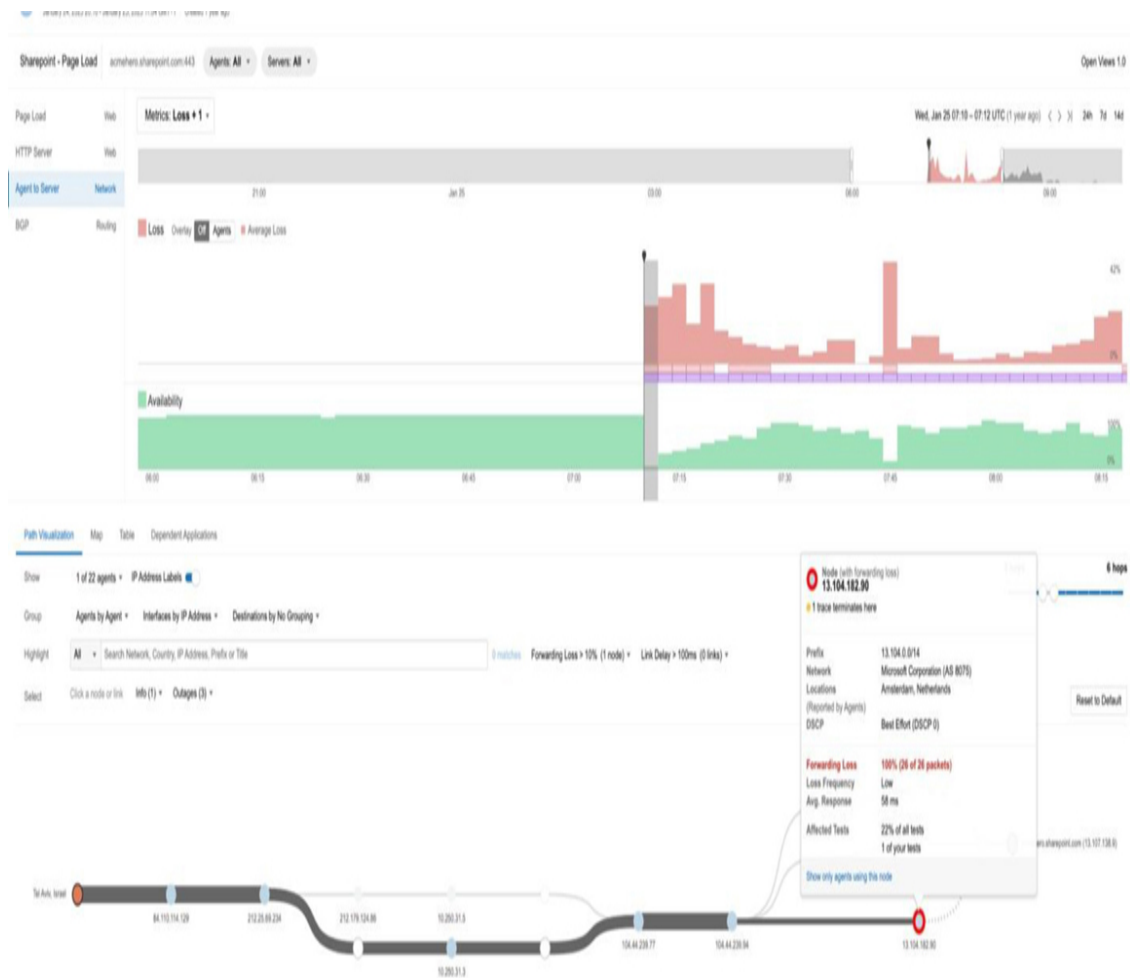 Sharepoint - Page Load acmehero.sharepoint.com:443 Agents: All Servers: All Open Views 1.0
Page Load Web Metrics: Loss + 1 Wed, Jan 25 07:10 - 07:12 UTC (1 year ago) 24h 7d 14d
HTTP Server Web
Agent to Server Network
21:00 Jan 25 03:00 06:00 09:00
BGP Routing
Loss Overlay Off Agents Average Loss
42%
0%
Availability
100%
0%
06:00 06:15 06:30 06:45 07:00 07:15 07:30 07:45 08:00 08:15
Path Visualization Map Table Dependent Applications
Show 1 of 22 agents IP Address Labels
Group Agents by Agent Interfaces by IP Address Destinations by No Grouping
Highlight All Search Network, Country, IP Address, Prefix or Title 0 matches Forwarding Loss > 10% (1 node) Link Delay > 100ms (0 links)
Select Click a node or link Info (1) Outages (3)
6 hops
Reset to Default
Node (with forwarding loss)
13.104.182.90
1 trace terminates here
Prefix 13.104.0.0/14
Network Microsoft Corporation (AS 8075)
Locations Amsterdam, Netherlands
(Reported by Agents)
DSCP Best Effort (DSCP 0)
Forwarding Loss 100% (26 of 26 packets)
Loss Frequency Low
Avg. Response 58 ms
Affected Tests 22% of all tests
1 of your tests
Show only agents using this node
ero.sharepoint.com (13.107.138.9)
Tel Aviv, Israel
84.110.114.129 212.25.69.234 212.179.124.86 10.250.31.3
104.44.239.77 104.44.239.94 13.104.182.90
10.250.31.3